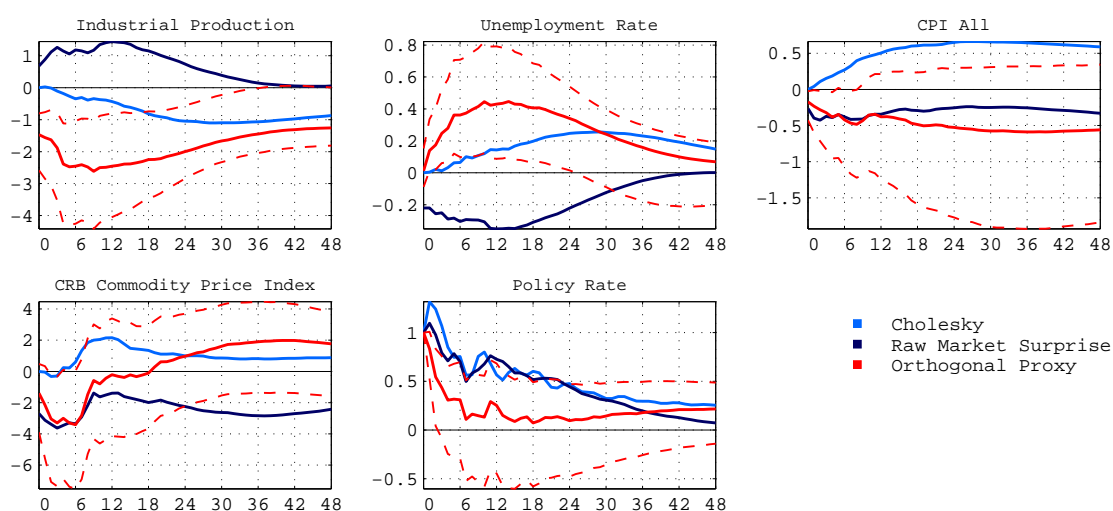 Industrial Production
1
0
−1
−2
−3
−4
0 6 12 18 24 30 36 42 48
Unemployment Rate
0.8
0.6
0.4
0.2
0
−0.2
0 6 12 18 24 30 36 42 48
CPI All
0.5
0
−0.5
−1
−1.5
0 6 12 18 24 30 36 42 48
CRB Commodity Price Index
4
2
0
−2
−4
−6
0 6 12 18 24 30 36 42 48
Policy Rate
1
0.5
0
−0.5
0 6 12 18 24 30 36 42 48
Cholesky
Raw Market Surprise
Orthogonal Proxy